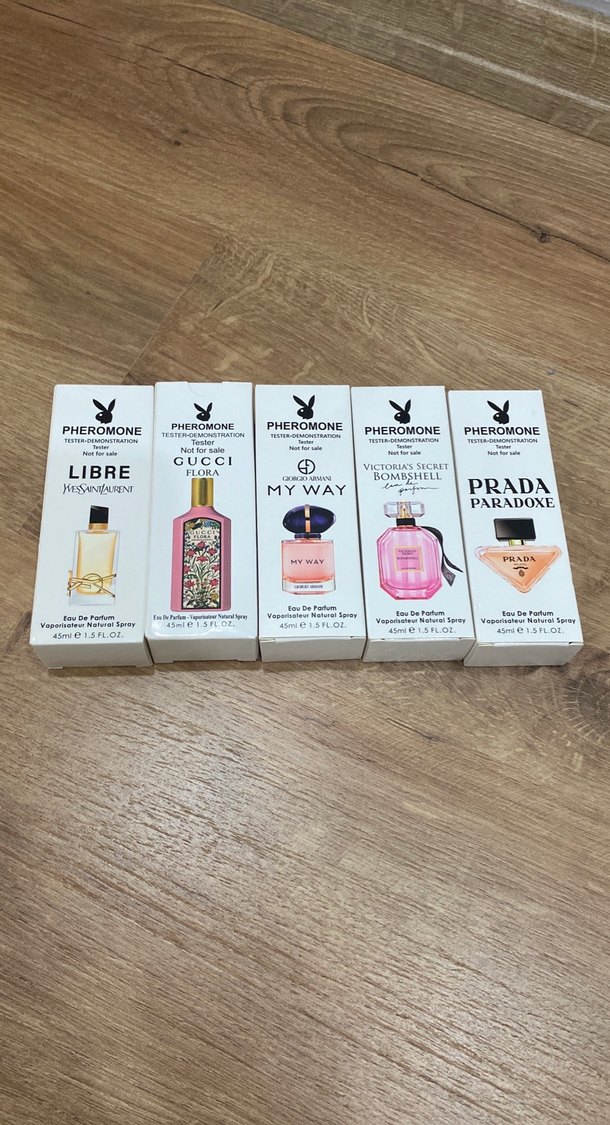 PHEROMONE
TESTER-DEMONSTRATION
Tester
Not for sale
LIBRE
YVESSAINTLAURENT
Eau De Parfum
Vaporisateur Natural Spray
45ml ℮ 1.5 FL.OZ.
PHEROMONE
TESTER-DEMONSTRATION
Tester
Not for sale
GUCCI
FLORA
GUCCI
FLORA
Eau De Parfum - Vaporisateur Natural Spray
45ml ℮ 1.5 FL.OZ.
PHEROMONE
TESTER-DEMONSTRATION
Tester
Not for sale
GIORGIO ARMANI
MY WAY
MY WAY
GIORGIO ARMANI
Eau De Parfum
Vaporisateur Natural Spray
45ml ℮ 1.5 FL.OZ.
PHEROMONE
TESTER-DEMONSTRATION
Tester
Not for sale
VICTORIA'S SECRET
BOMBSHELL
eau de
parfum
Eau De Parfum
Vaporisateur Natural Spray
45ml ℮ 1.5 FL.OZ.
PHEROMONE
TESTER-DEMONSTRATION
Tester
Not for sale
PRADA
PARADOXE
PRADA
Eau De Parfum
Vaporisateur Natural Spray
45ml ℮ 1.5 FL.OZ.